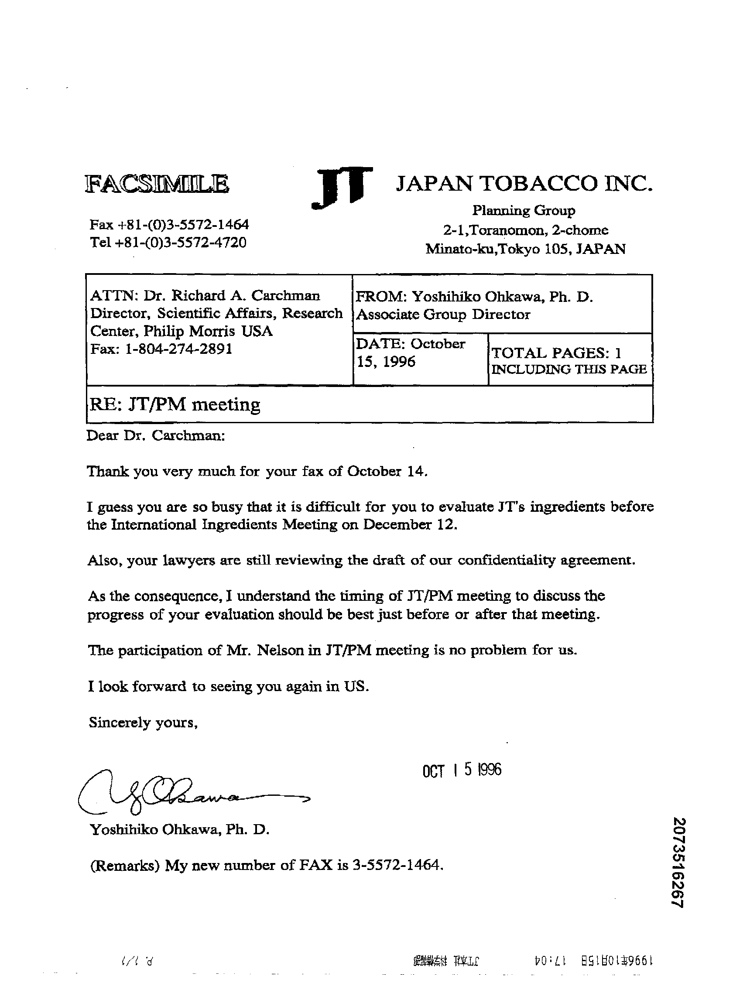 FACSIMILE
JT
JAPAN TOBACCO INC.
Planning Group
2-1,Toranomon, 2-chome
Minato-ku,Tokyo 105, JAPAN
Fax +81-(0)3-5572-1464
Tel +81-(0)3-5572-4720
ATTN: Dr. Richard A. Carchman
Director, Scientific Affairs, Research
Center, Philip Morris USA
Fax: 1-804-274-2891
FROM: Yoshihiko Ohkawa, Ph. D.
Associate Group Director
DATE: October
15, 1996
TOTAL PAGES: 1
INCLUDING THIS PAGE
RE: JT/PM meeting
Dear Dr. Carchman:
Thank you very much for your fax of October 14.
I guess you are so busy that it is difficult for you to evaluate JT's ingredients before
the International Ingredients Meeting on December 12.
Also, your lawyers are still reviewing the draft of our confidentiality agreement.
As the consequence, I understand the timing of JT/PM meeting to discuss the
progress of your evaluation should be best just before or after that meeting.
The participation of Mr. Nelson in JT/PM meeting is no problem for us.
I look forward to seeing you again in US.
Sincerely yours,
OCT 15 1996
YOhkawa
Yoshihiko Ohkawa, Ph. D.
(Remarks) My new number of FAX is 3-5572-1464.
2073516267
1996年10月15日 17:04
P. 1/1